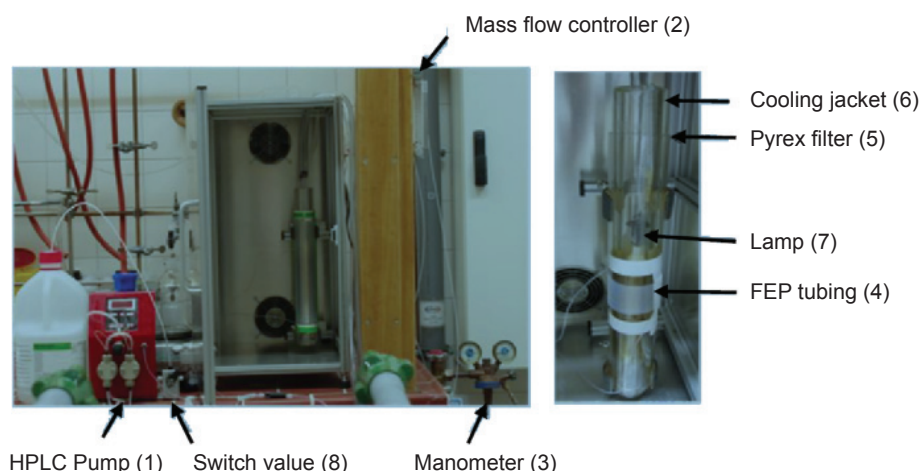 Mass flow controller (2)
Cooling jacket (6)
Pyrex filter (5)
Lamp (7)
FEP tubing (4)
HPLC Pump (1)
Switch value (8)
Manometer (3)